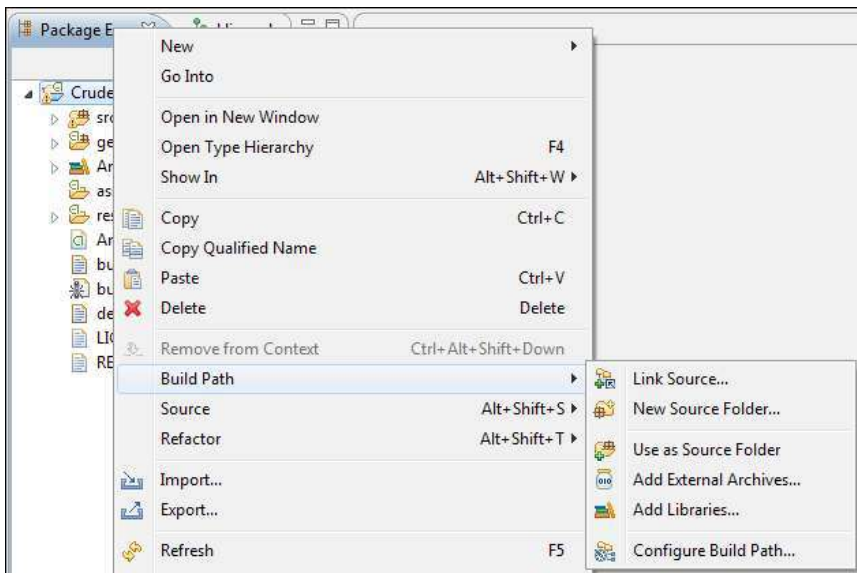 Package E
New
Go Into
Crude
Open in New Window
src
Open Type Hierarchy F4
ge
Show In Alt+Shift+W
Ar
as
Copy Ctrl+C
res
Copy Qualified Name
Ar
Paste Ctrl+V
bu
bu
Delete Delete
de
LIC
Remove from Context Ctrl+Alt+Shift+Down
RE
Build Path
Link Source...
Source Alt+Shift+S
New Source Folder...
Refactor Alt+Shift+T
Use as Source Folder
Import...
Add External Archives...
Export...
Add Libraries...
Refresh F5
Configure Build Path...